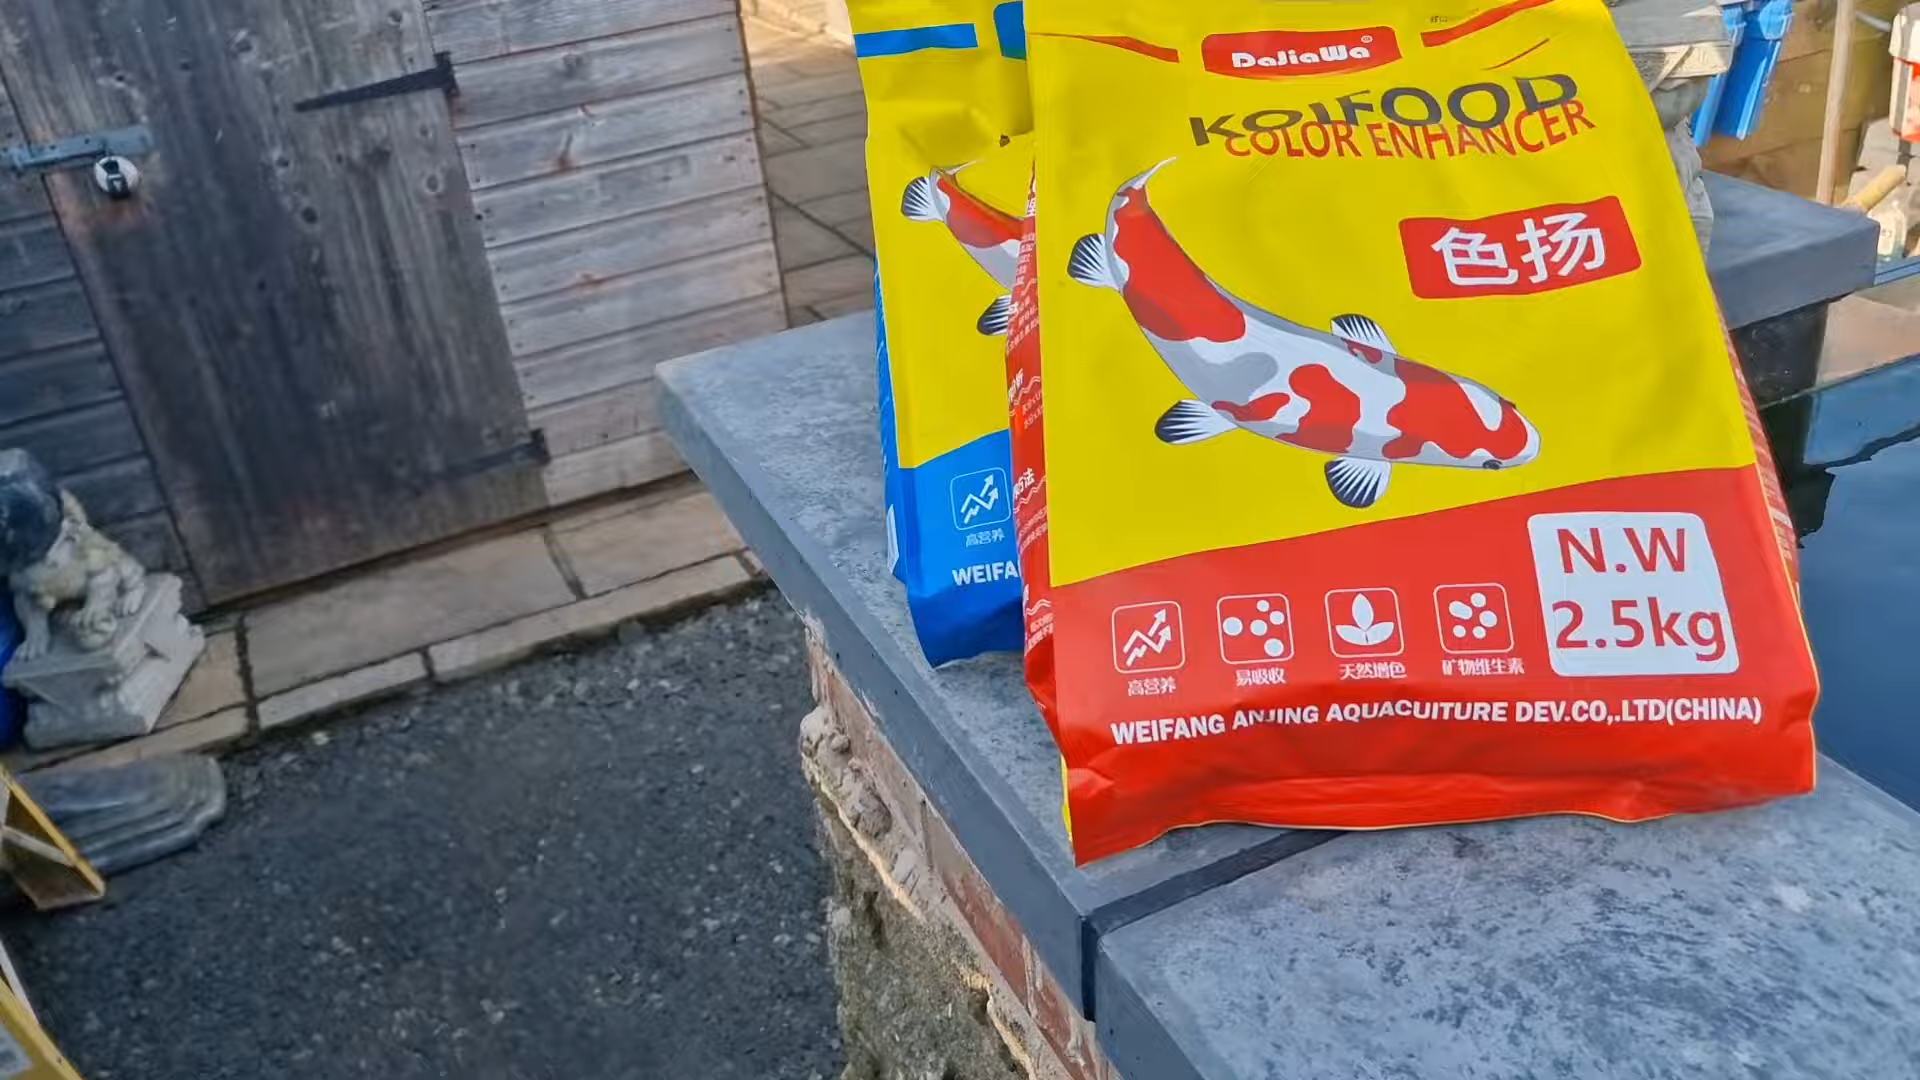 DaJiaWa
KOIFOOD
COLOR ENHANCER
色扬
N.W
2.5kg
高营养
易吸收
天然增色
矿物维生素
WEIFANG ANJING AQUACUITURE DEV.CO,.LTD(CHINA)
高营养
WEIFA